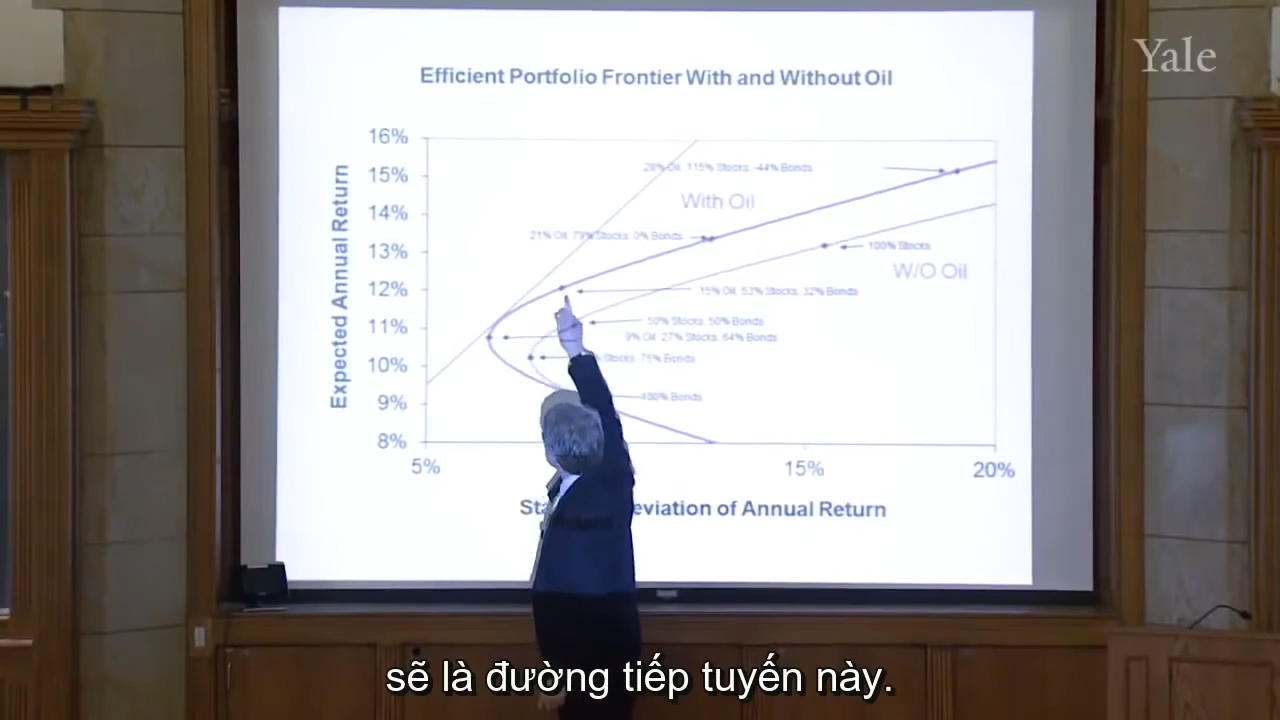 Yale
Efficient Portfolio Frontier With and Without Oil
16%
15%
14%
13%
12%
11%
10%
9%
8%
Expected Annual Return
28% Oil, 115% Stocks, -44% Bonds
With Oil
21% Oil, 79% Stocks, 0% Bonds
100% Stocks
W/O Oil
15% Oil, 53% Stocks, 32% Bonds
50% Stocks, 50% Bonds
9% Oil, 27% Stocks, 64% Bonds
Stocks, 75% Bonds
100% Bonds
5%
15%
20%
Sta eviation of Annual Return
sẽ là đường tiếp tuyến này.